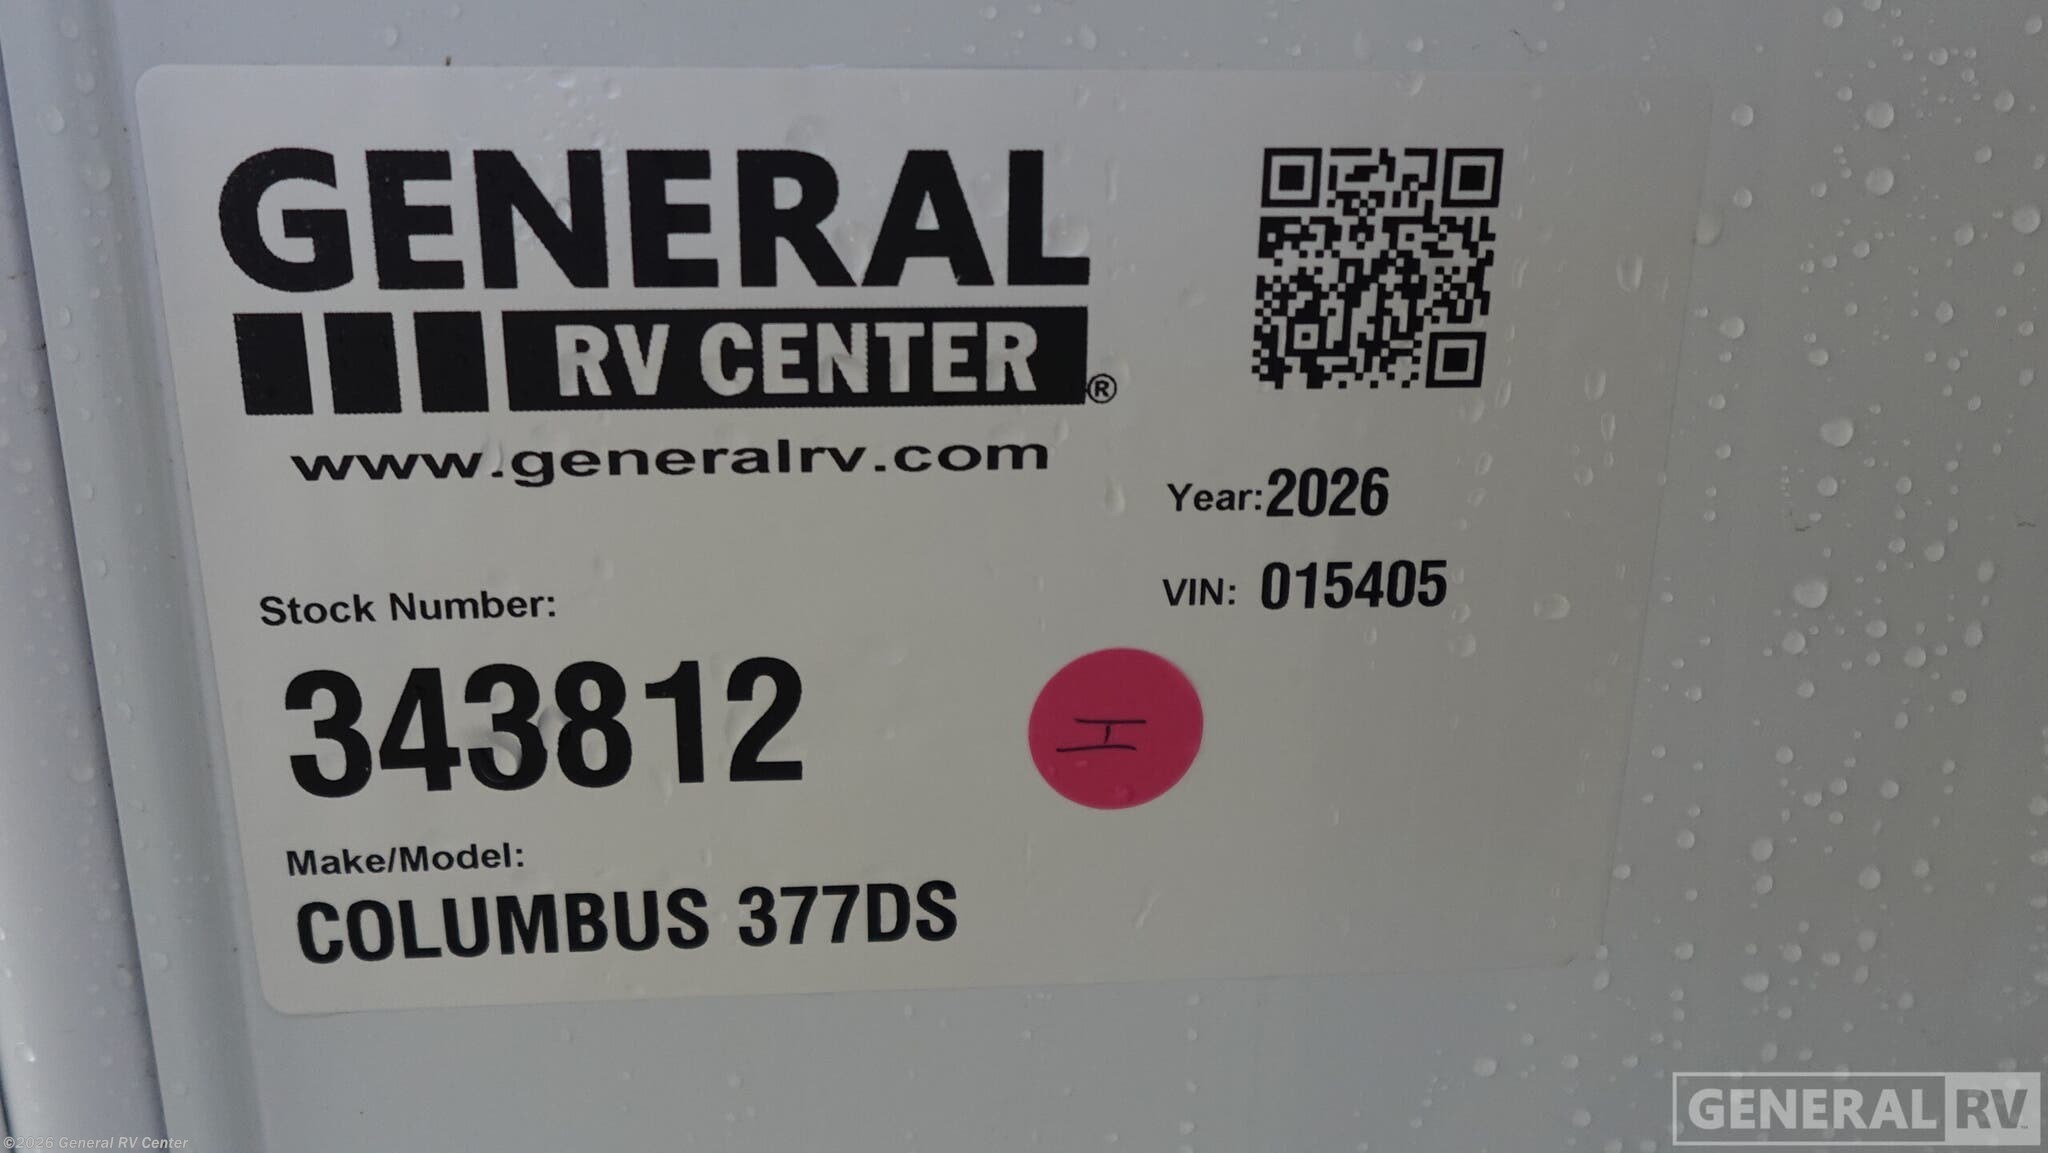 GENERAL
RV CENTER®
www.generalrv.com
Year: 2026
VIN: 015405
Stock Number:
343812
I
Make/Model:
COLUMBUS 377DS
GENERAL RV™
©2026 General RV Center